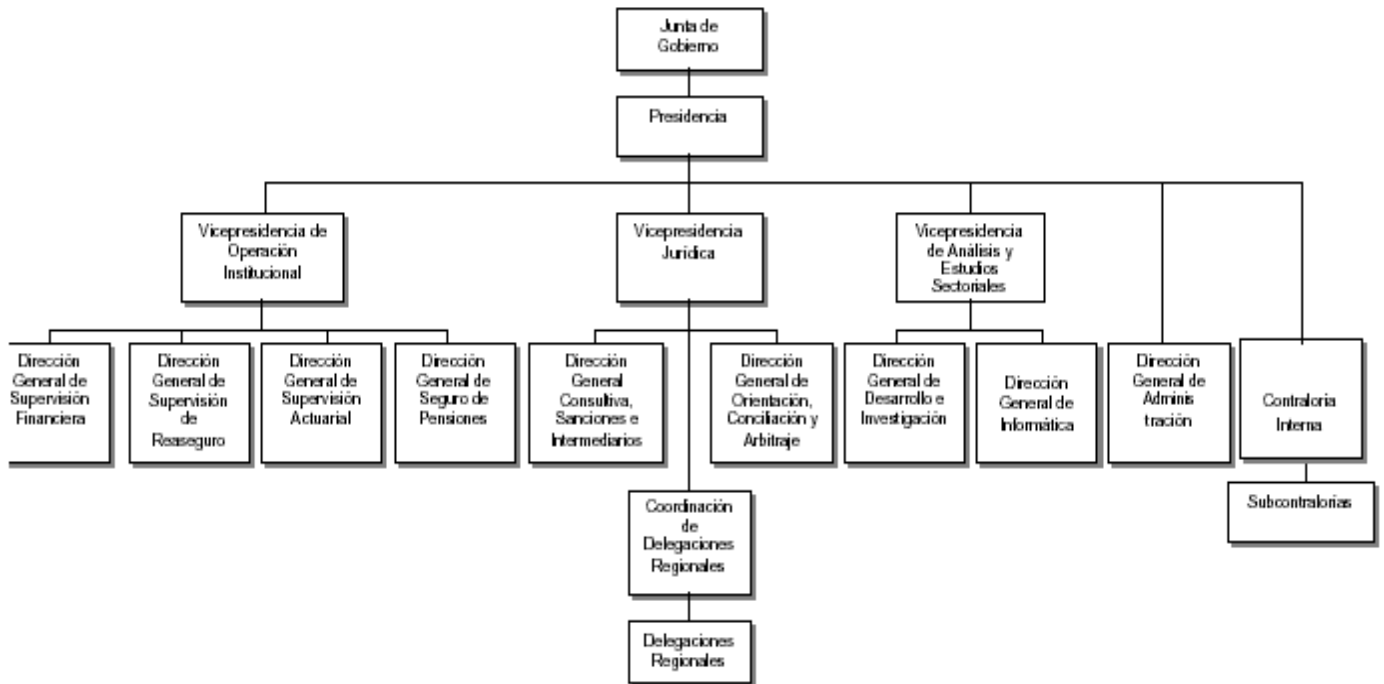 Junta de
Gobierno
Presidencia
Vicepresidencia de
Operación
Institucional
Vicepresidencia
Jurídica
Vicepresidencia
de Análisis y
Estudios
Sectoriales
Dirección
General de
Supervisión
Financiera
Dirección
General de
Supervisión
de
Reaseguro
Dirección
General de
Supervisión
Actuarial
Dirección
General de
Seguro de
Pensiones
Dirección
General
Consultiva,
Sanciones e
Intermediarios
Dirección
General de
Orientación,
Conciliación y
Arbitraje
Dirección
General de
Desarrollo e
Investigación
Dirección
General de
Informática
Dirección
General de
Adminis
tración
Contraloria
Interna
Subcontralorías
Coordinación
de
Delegaciones
Regionales
Delegaciones
Regionales